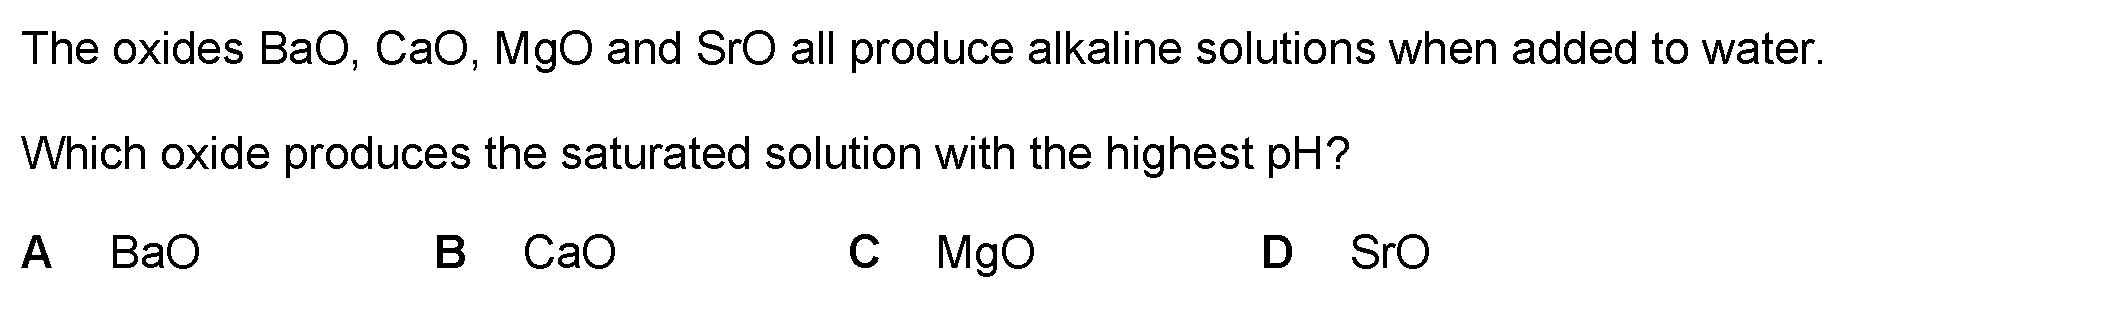 The oxides BaO, CaO, MgO and SrO all produce alkaline solutions when added to water.
Which oxide produces the saturated solution with the highest pH?
A BaO B CaO C MgO D SrO